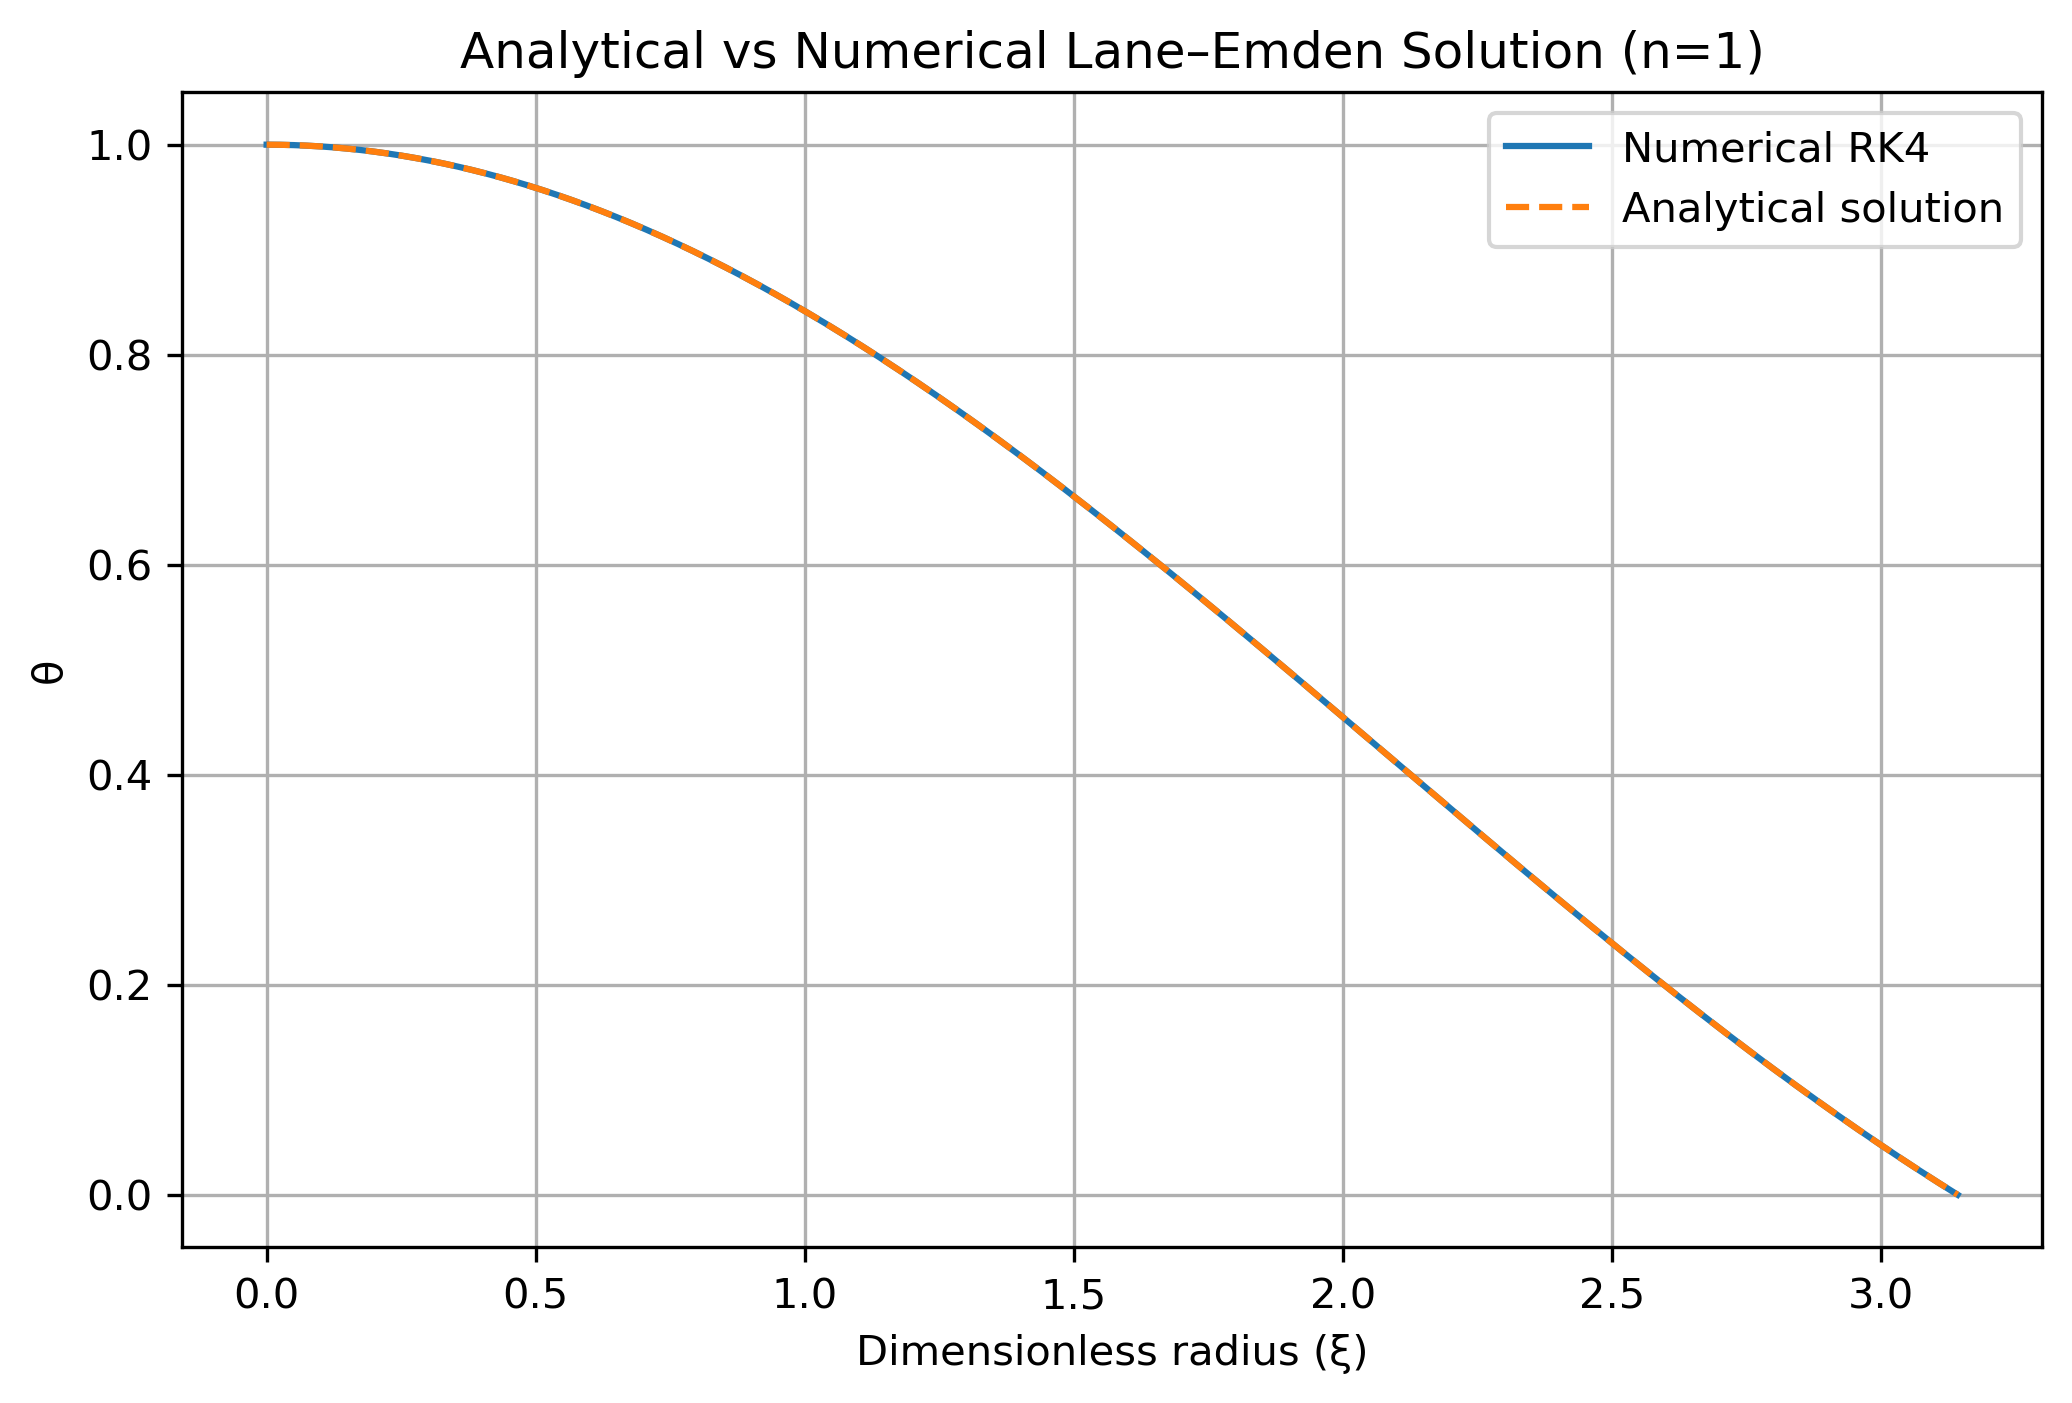 Analytical vs Numerical Lane–Emden Solution (n=1)
Numerical RK4
Analytical solution
1.0
0.8
0.6
0.4
0.2
0.0
θ
0.0 0.5 1.0 1.5 2.0 2.5 3.0
Dimensionless radius (ξ)